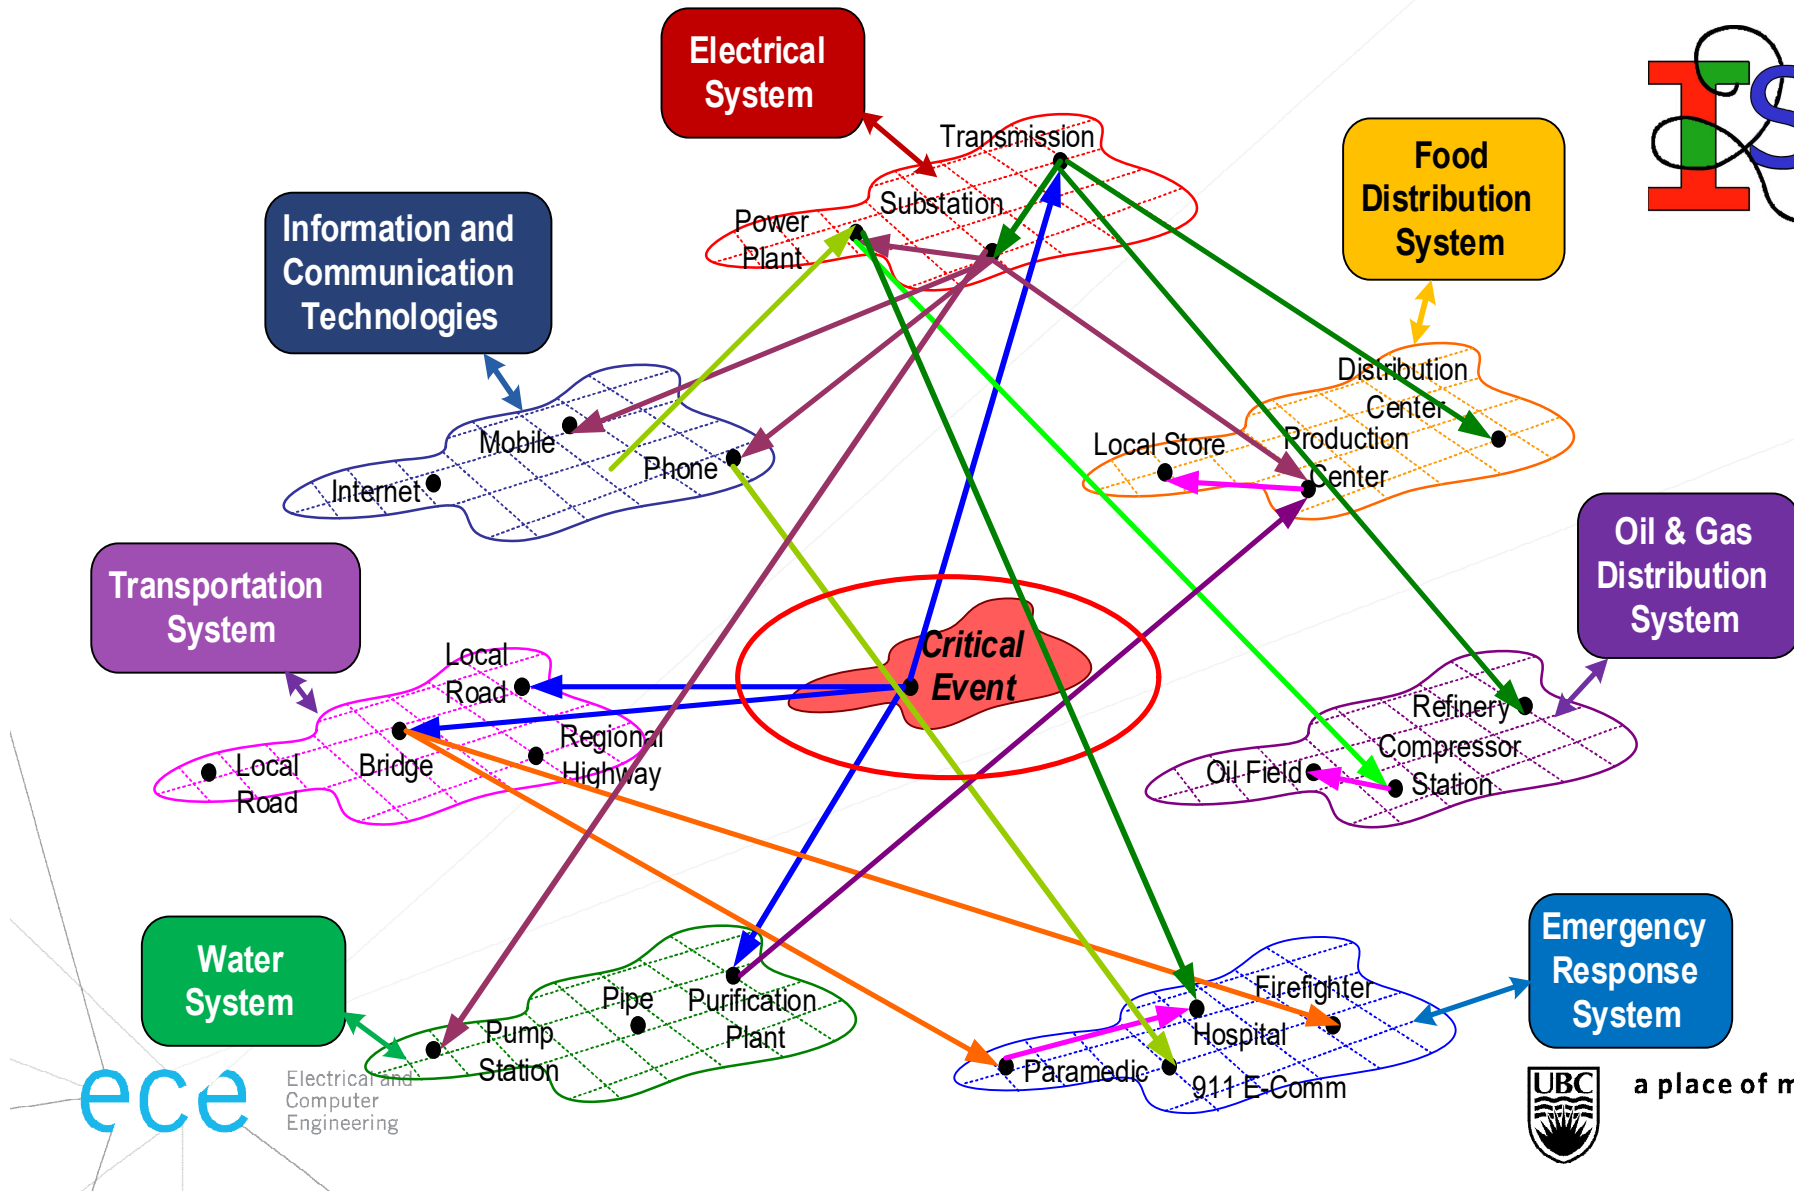 Electrical
System
Transmission
Substation
Power
Plant
Food
Distribution
System
Information and
Communication
Technologies
Mobile
Phone
Internet
Distribution
Center
Local Store
Production
Center
Oil & Gas
Distribution
System
Transportation
System
Local
Road
Bridge
Regional
Highway
Local
Road
Critical
Event
Refinery
Compressor
Station
Oil Field
Water
System
Pipe
Purification
Plant
Pump
Station
Emergency
Response
System
Firefighter
Hospital
Paramedic
911 E-Comm
ece
Electrical and
Computer
Engineering
UBC
a place of m
I S